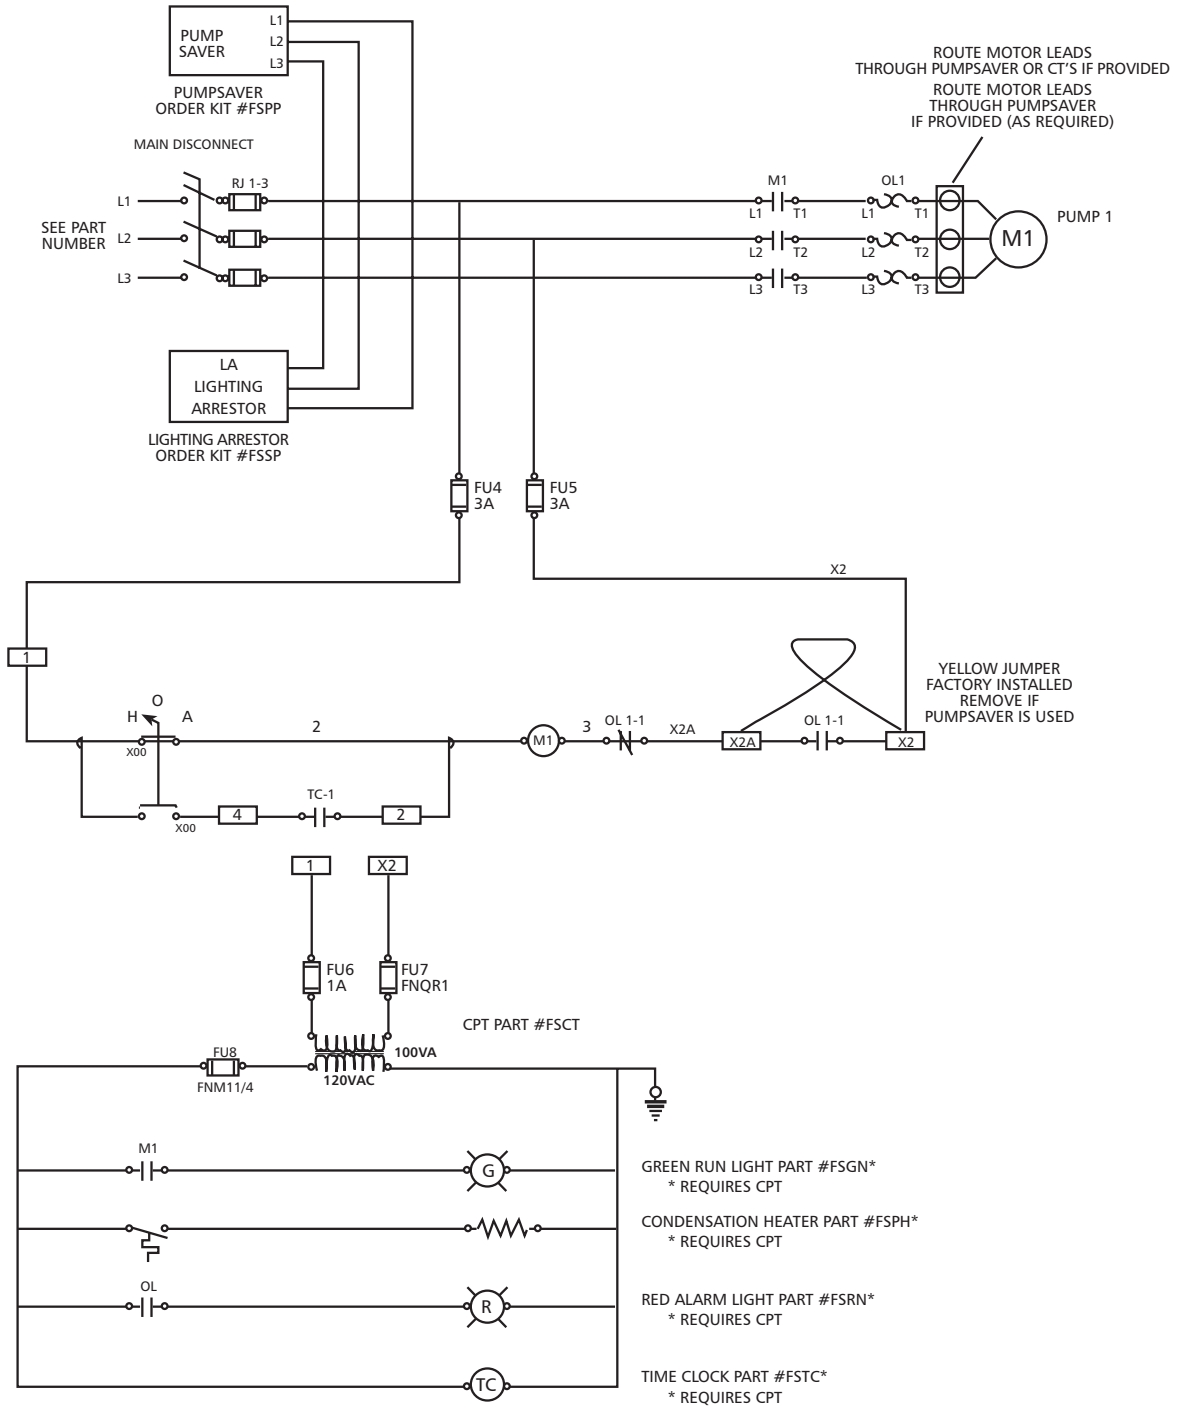 PUMP
SAVER
L1
L2
L3
PUMPSAVER
ORDER KIT #FSPP
ROUTE MOTOR LEADS
THROUGH PUMPSAVER OR CT'S IF PROVIDED
ROUTE MOTOR LEADS
THROUGH PUMPSAVER
IF PROVIDED (AS REQUIRED)
MAIN DISCONNECT
RJ 1-3
M1
OL1
SEE PART
NUMBER
L1
L2
L3
L1 T1 L1 T1
L2 T2 L2 T2
L3 T3 L3 T3
M1
PUMP 1
LA
LIGHTING
ARRESTOR
LIGHTING ARRESTOR
ORDER KIT #FSSP
FU4
3A
FU5
3A
X2
1
YELLOW JUMPER
FACTORY INSTALLED
REMOVE IF
PUMPSAVER IS USED
H O A
X00
2
M1
3
OL 1-1
X2A
X2A
OL 1-1
X2
X00
4
TC-1
2
1
X2
FU6
1A
FU7
FNQR1
CPT PART #FSCT
100VA
120VAC
FU8
FNM11/4
M1
G
GREEN RUN LIGHT PART #FSGN*
* REQUIRES CPT
CONDENSATION HEATER PART #FSPH*
* REQUIRES CPT
OL
R
RED ALARM LIGHT PART #FSRN*
* REQUIRES CPT
TC
TIME CLOCK PART #FSTC*
* REQUIRES CPT